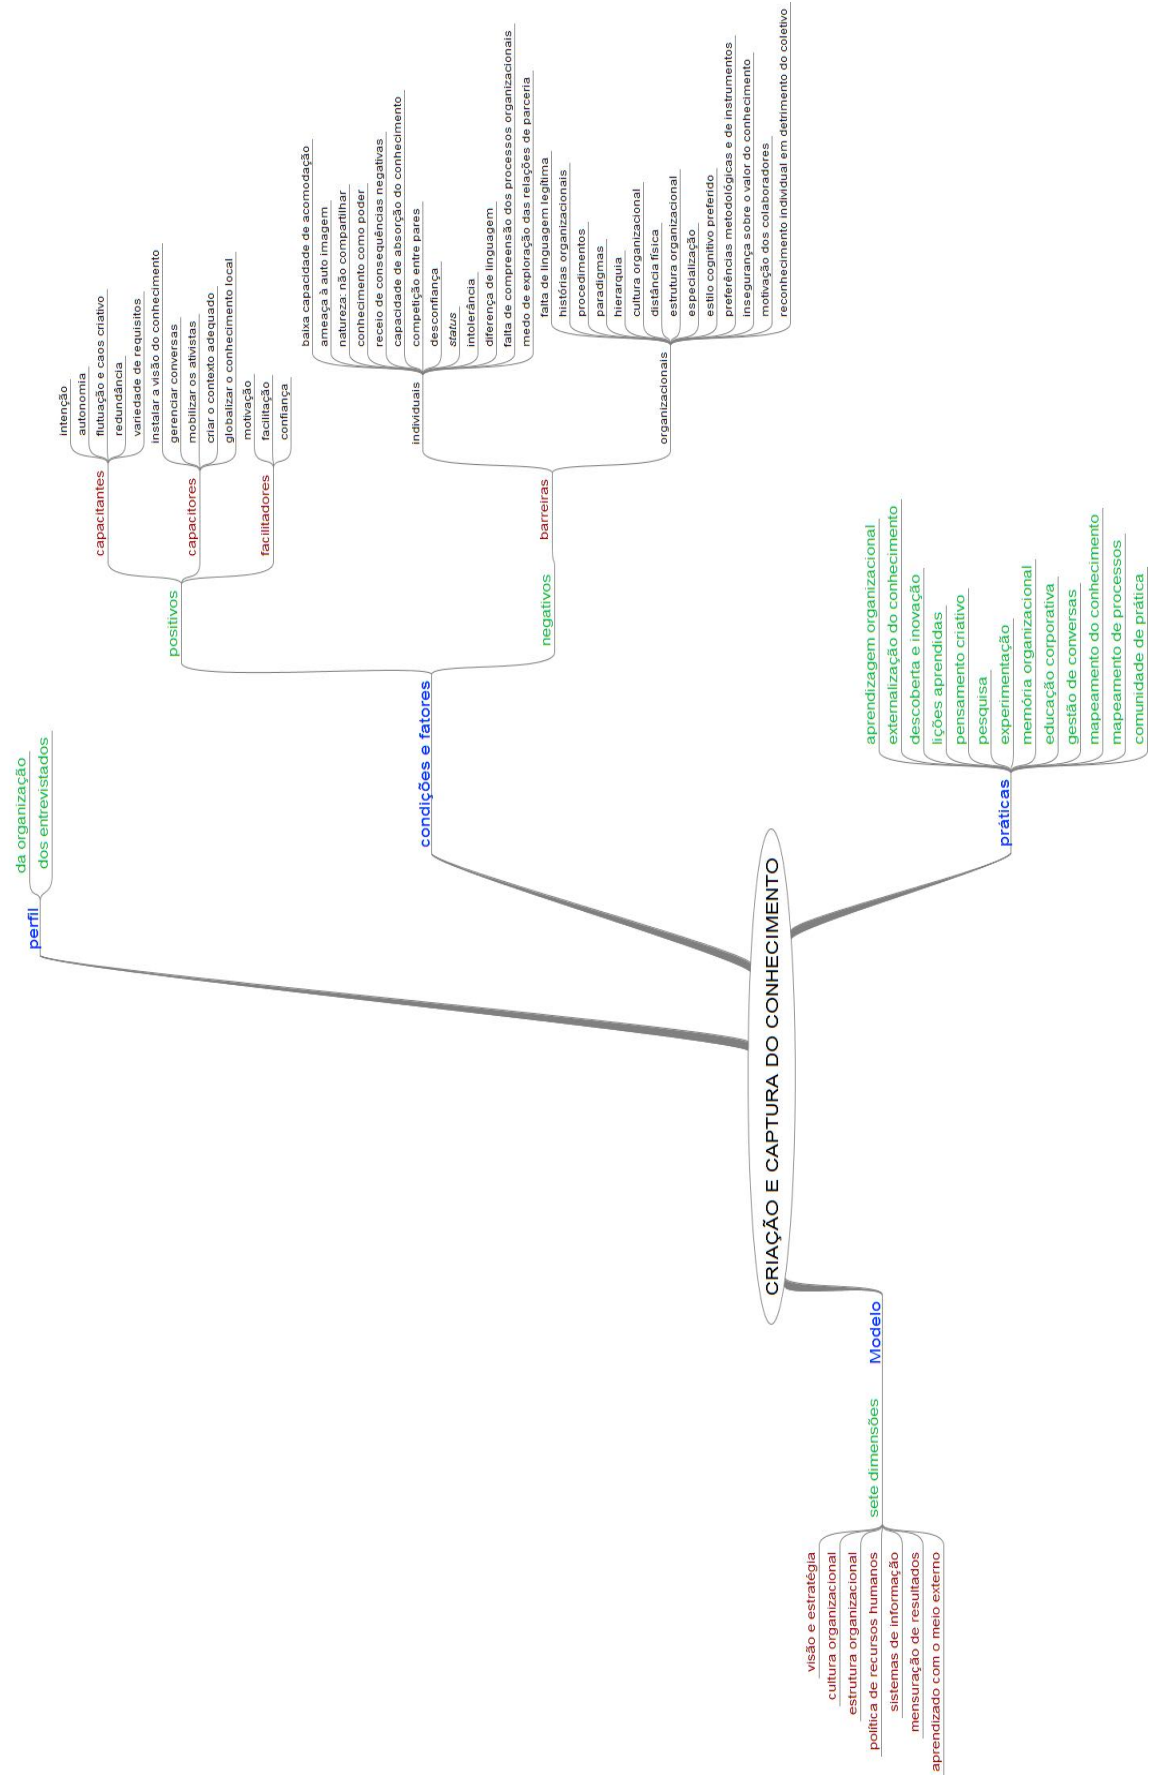 CRIAÇÃO E CAPTURA DO CONHECIMENTO
perfil
da organização
dos entrevistados
condições e fatores
positivos
capacitantes
intenção
autonomia
flutuação e caos criativo
redundância
variedade de requisitos
capacitores
instalar a visão do conhecimento
gerenciar conversas
mobilizar os ativistas
criar o contexto adequado
globalizar o conhecimento local
facilitadores
motivação
facilitação
confiança
negativos
barreiras
individuais
baixa capacidade de acomodação
ameaça à auto imagem
natureza: não compartilhar
conhecimento como poder
receio de consequências negativas
capacidade de absorção do conhecimento
competição entre pares
desconfiança
status
intolerância
diferença de linguagem
falta de compreensão dos processos organizacionais
medo de exploração das relações de parceria
organizacionais
falta de linguagem legítima
histórias organizacionais
procedimentos
paradigmas
hierarquia
cultura organizacional
distância física
estrutura organizacional
especialização
estilo cognitivo preferido
preferências metodológicas e de instrumentos
insegurança sobre o valor do conhecimento
motivação dos colaboradores
reconhecimento individual em detrimento do coletivo
práticas
aprendizagem organizacional
externalização do conhecimento
descoberta e inovação
lições aprendidas
pensamento criativo
pesquisa
experimentação
memória organizacional
educação corporativa
gestão de conversas
mapeamento do conhecimento
mapeamento de processos
comunidade de prática
Modelo
sete dimensões
visão e estratégia
cultura organizacional
estrutura organizacional
política de recursos humanos
sistemas de informação
mensuração de resultados
aprendizado com o meio externo